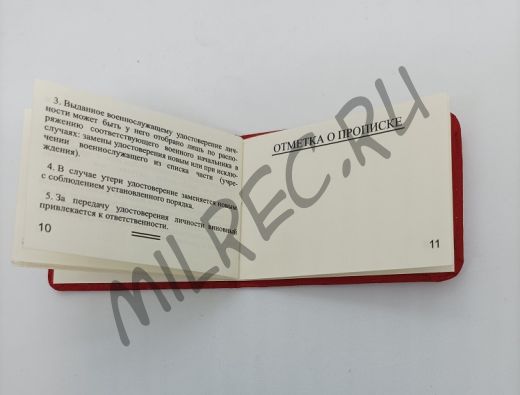 3. Выданное военнослужащему удостоверение лич-
ности может быть у него отобрано лишь по распо-
ряжению соответствующего военного начальника в
случаях: замены удостоверения новым или при исклю-
чении военнослужащего из списка части (учре-
ждения).
4. В случае утери удостоверение заменяется новым
с соблюдением установленного порядка.
5. За передачу удостоверения личности виновный
привлекается к ответственности.
10
ОТМЕТКА О ПРОПИСКЕ
11
MILREC.RU